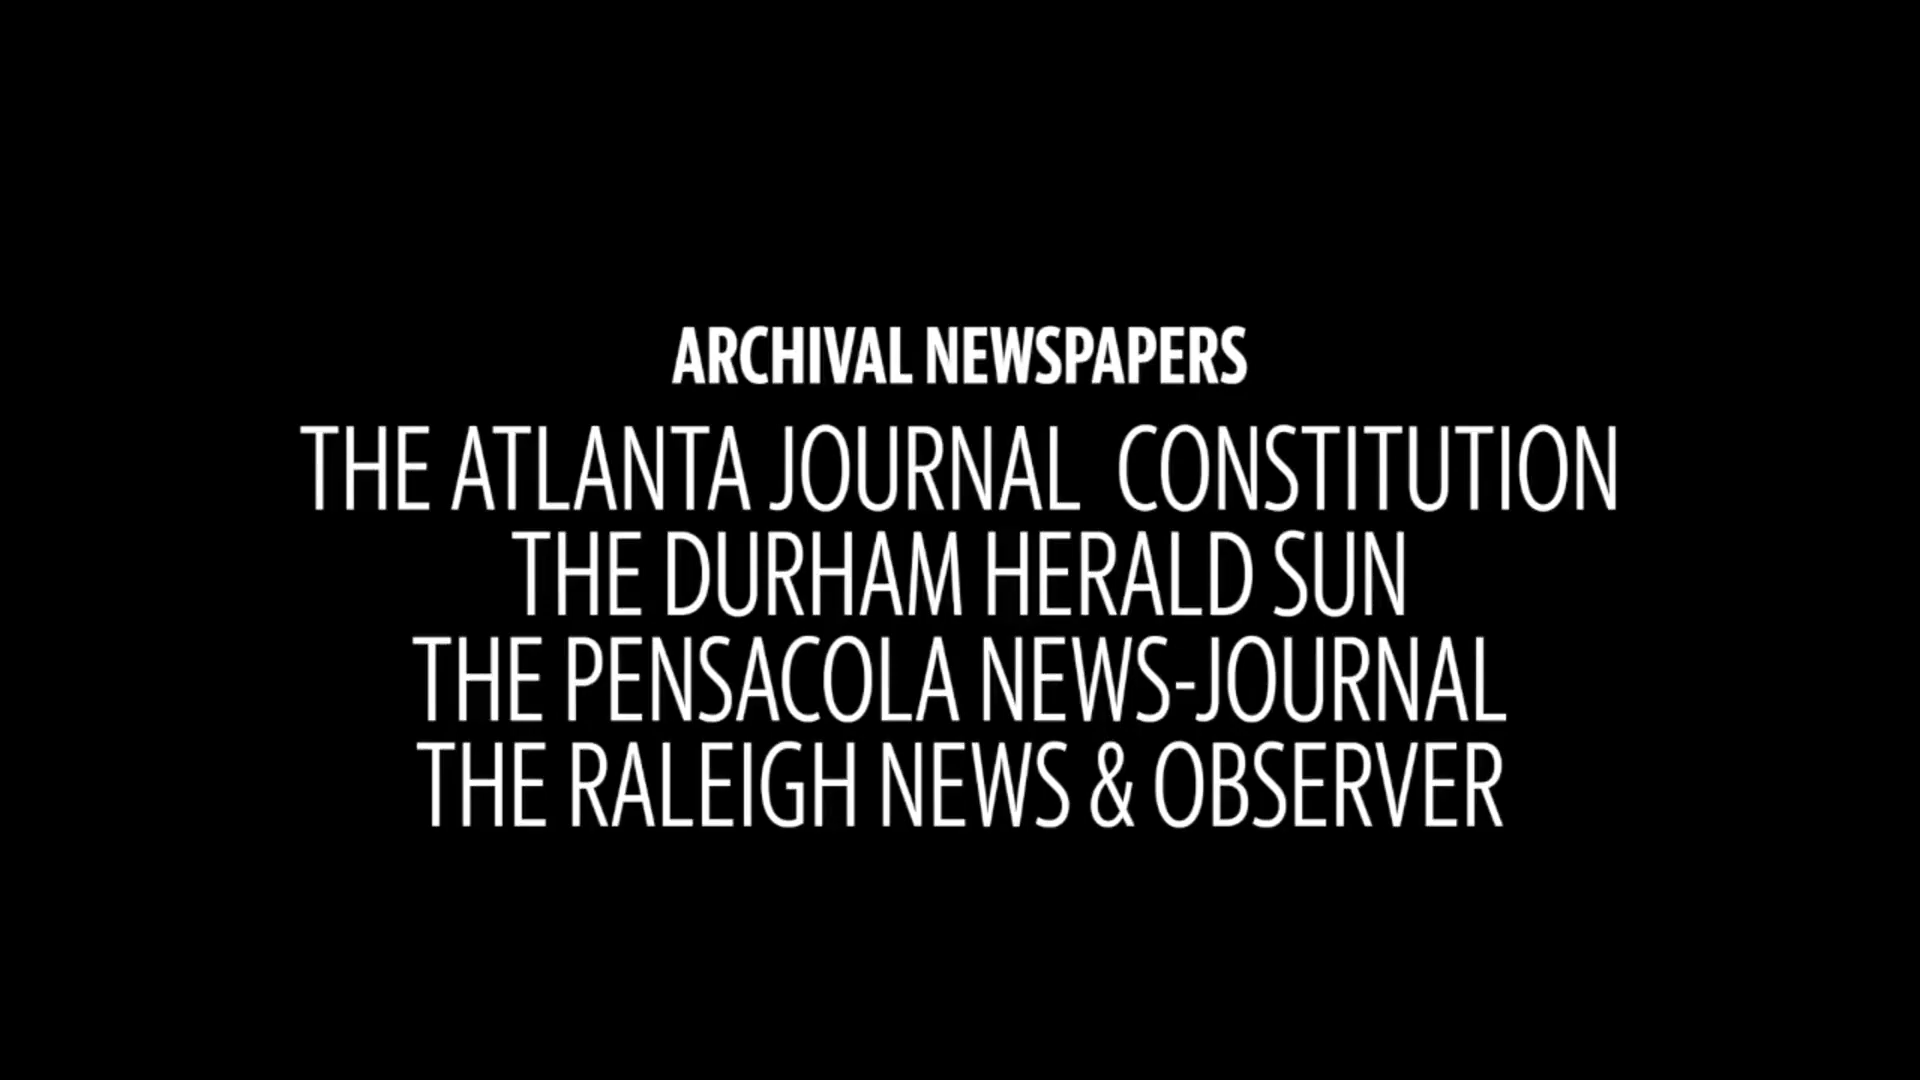 ARCHIVAL NEWSPAPERS
THE ATLANTA JOURNAL  CONSTITUTION
THE DURHAM HERALD SUN
THE PENSACOLA NEWS-JOURNAL
THE RALEIGH NEWS & OBSERVER